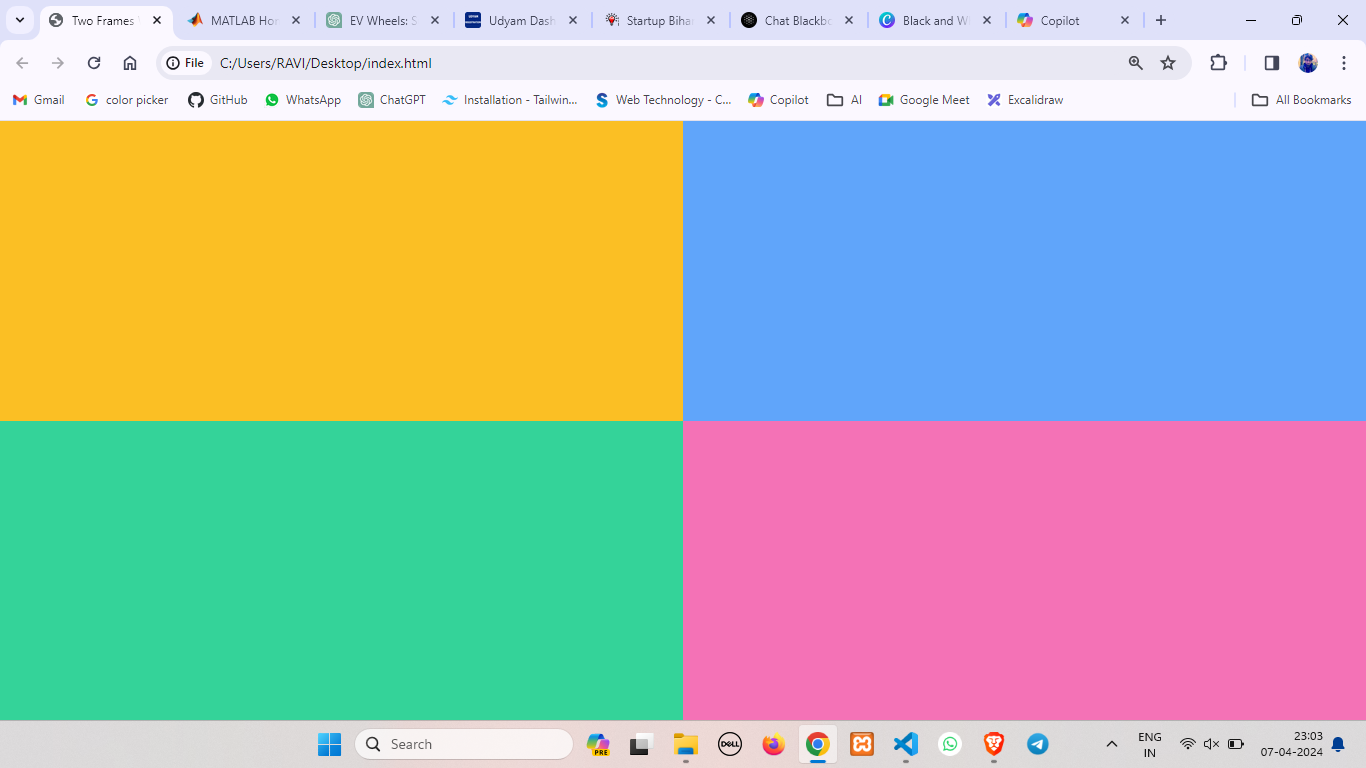 Two Frames
MATLAB Hor
EV Wheels: S
Udyam Dash
Startup Bihar
Chat Blackbo
Black and W
Copilot
File
C:/Users/RAVI/Desktop/index.html
Gmail
color picker
GitHub
WhatsApp
ChatGPT
Installation - Tailwin...
Web Technology - C...
Copilot
AI
Google Meet
Excalidraw
All Bookmarks
Search
PRE
DELL
ENG
IN
23:03
07-04-2024